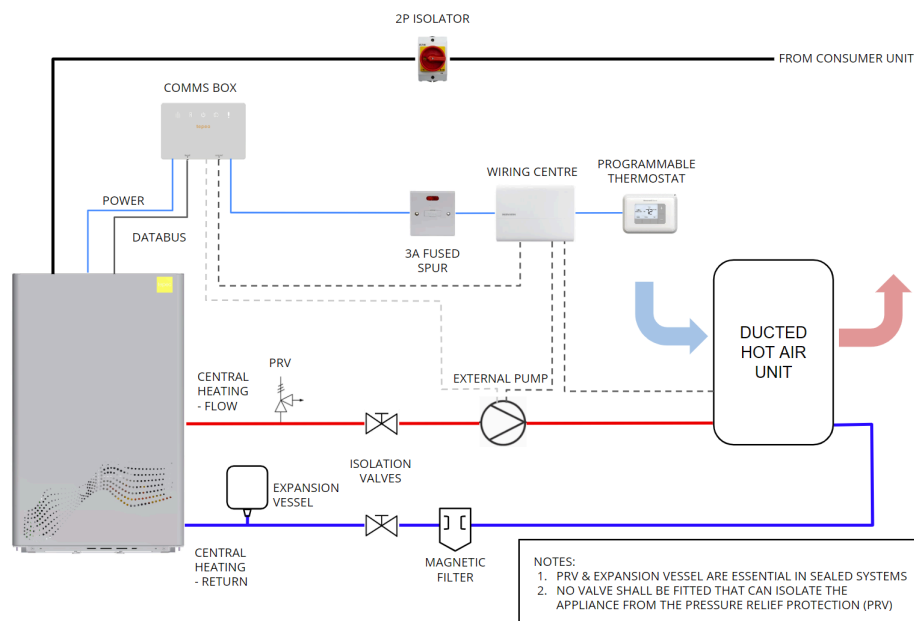 2P ISOLATOR
FROM CONSUMER UNIT
COMMS BOX
WIRING CENTRE
PROGRAMMABLE
THERMOSTAT
POWER
DATABUS
3A FUSED
SPUR
DUCTED
HOT AIR
UNIT
CENTRAL
HEATING
- FLOW
PRV
EXTERNAL PUMP
ISOLATION
VALVES
EXPANSION
VESSEL
CENTRAL
HEATING
- RETURN
MAGNETIC
FILTER
NOTES:
1. PRV & EXPANSION VESSEL ARE ESSENTIAL IN SEALED SYSTEMS
2. NO VALVE SHALL BE FITTED THAT CAN ISOLATE THE
APPLIANCE FROM THE PRESSURE RELIEF PROTECTION (PRV)